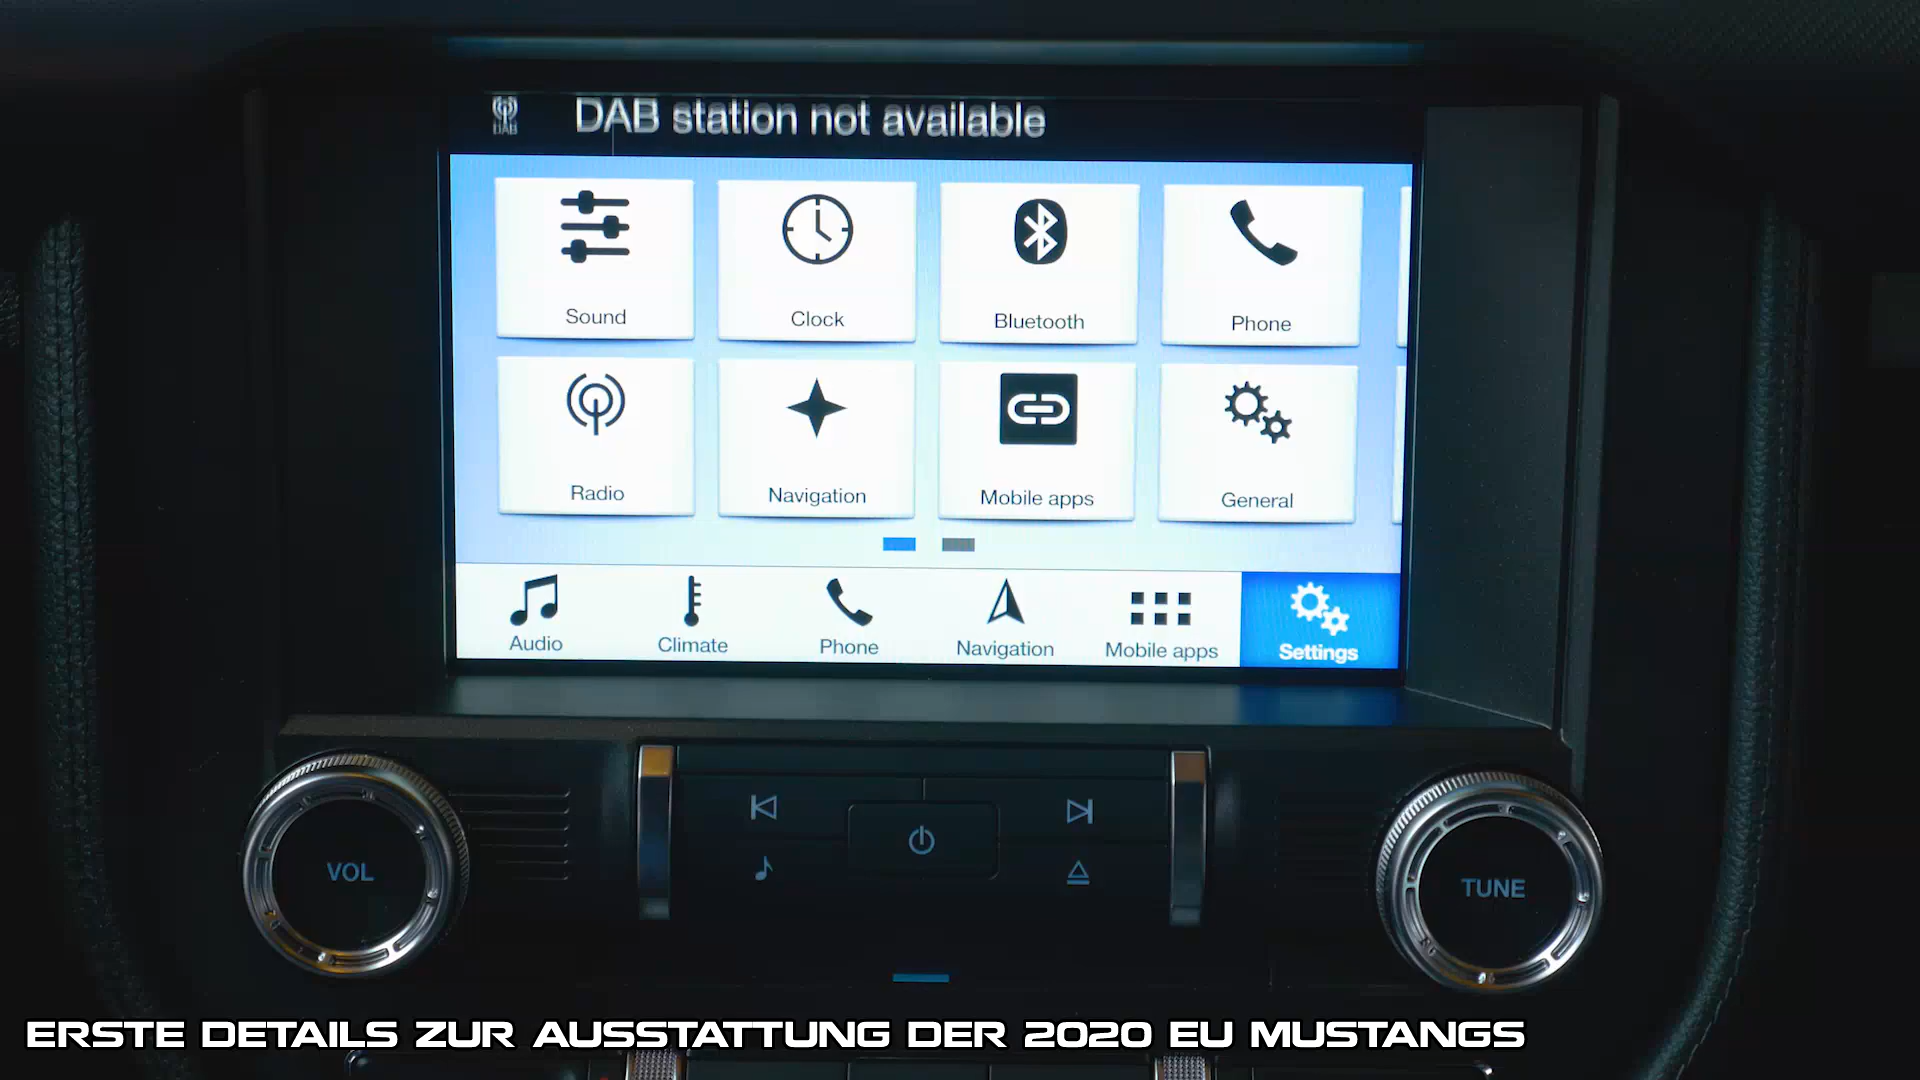 DAB
DAB station not available
Sound
Clock
Bluetooth
Phone
Radio
Navigation
Mobile apps
General
Audio
Climate
Phone
Navigation
Mobile apps
Settings
VOL
TUNE
ERSTE DETAILS ZUR AUSSTATTUNG DER 2020 EU MUSTANGS